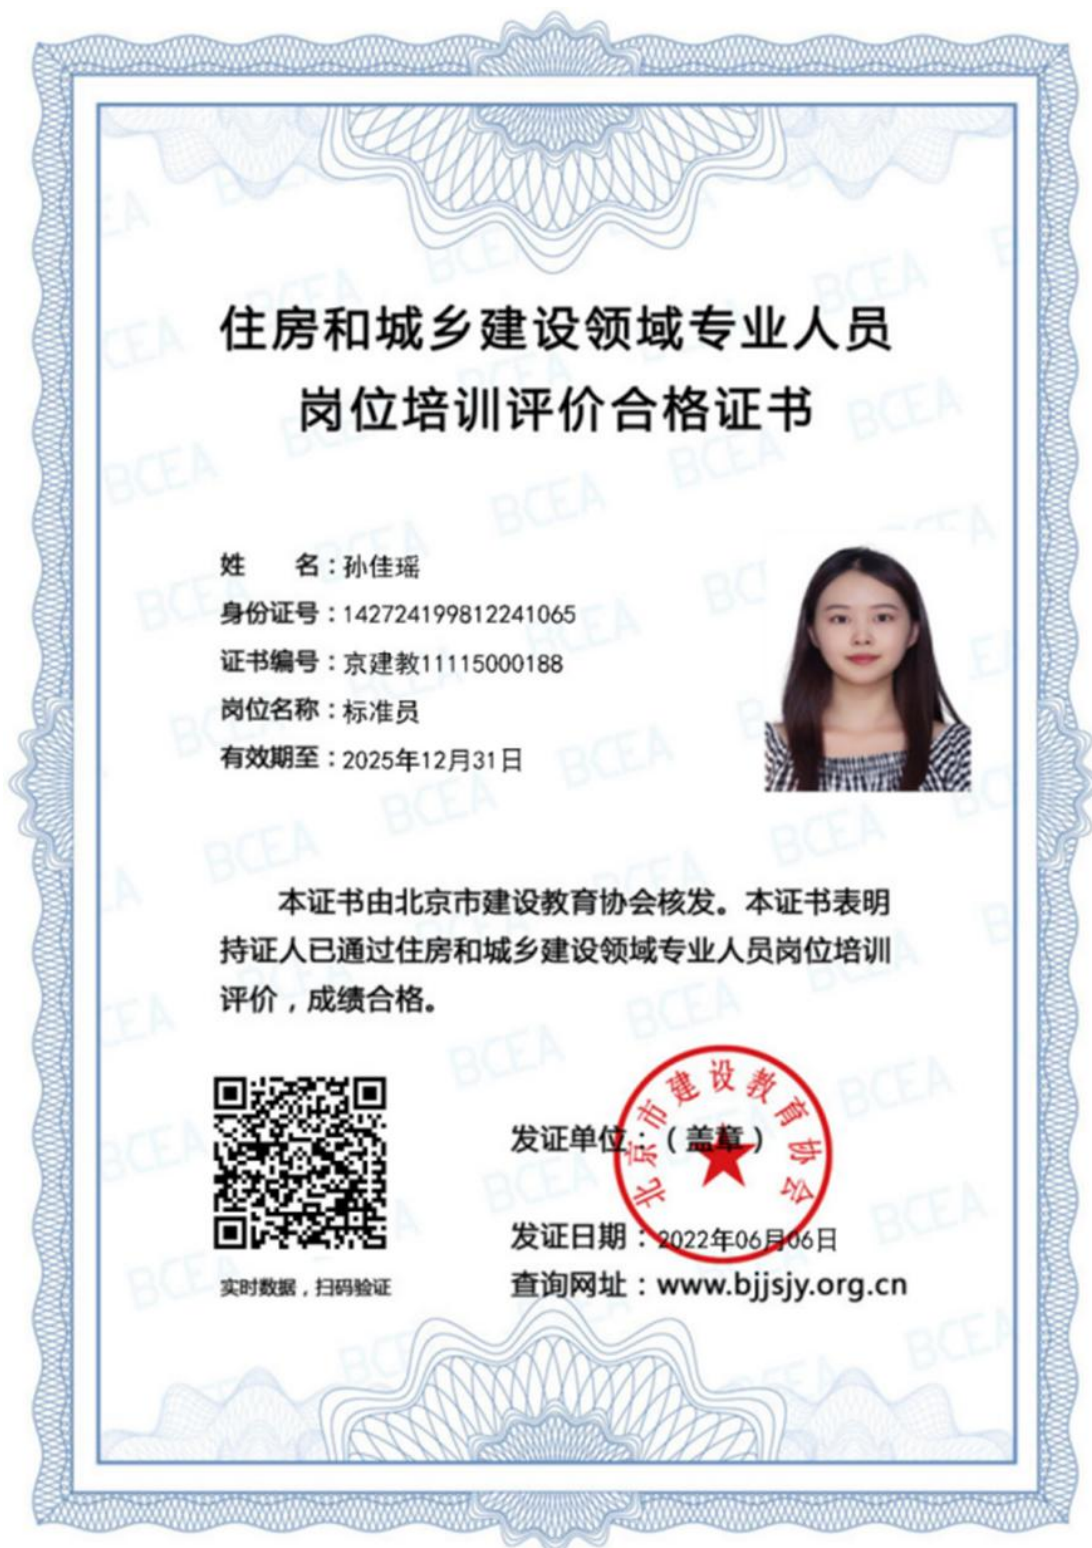 住房和城乡建设领域专业人员
岗位培训评价合格证书
姓 名：孙佳瑶
身份证号：142724199812241065
证书编号：京建教11115000188
岗位名称：标准员
有效期至：2025年12月31日
本证书由北京市建设教育协会核发。本证书表明
持证人已通过住房和城乡建设领域专业人员岗位培训
评价，成绩合格。
北京市建设教育协会
发证单位：（盖章）
发证日期：2022年06月06日
查询网址：www.bjjsjy.org.cn
实时数据，扫码验证
BCEA